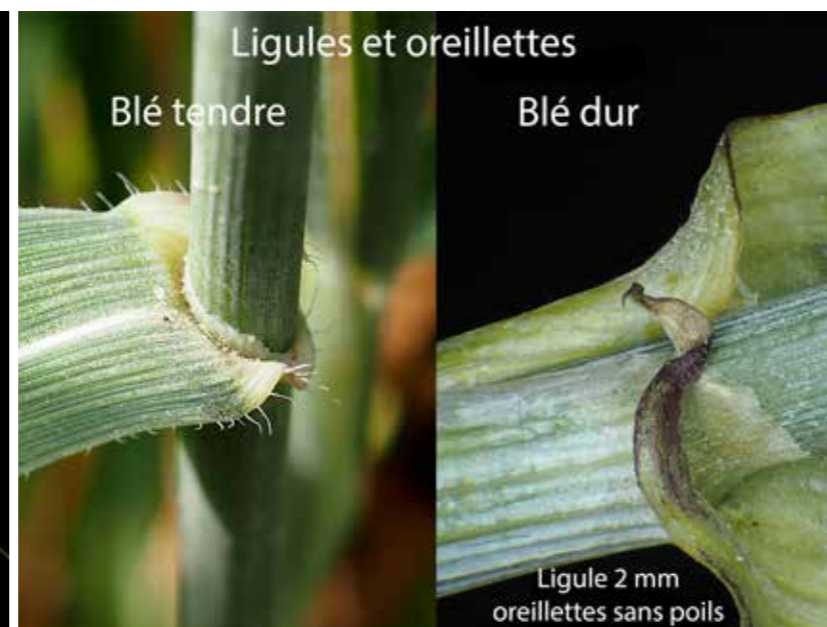 Ligules et oreillettes
Blé tendre
Blé dur
Ligule 2 mm
oreillettes sans poils